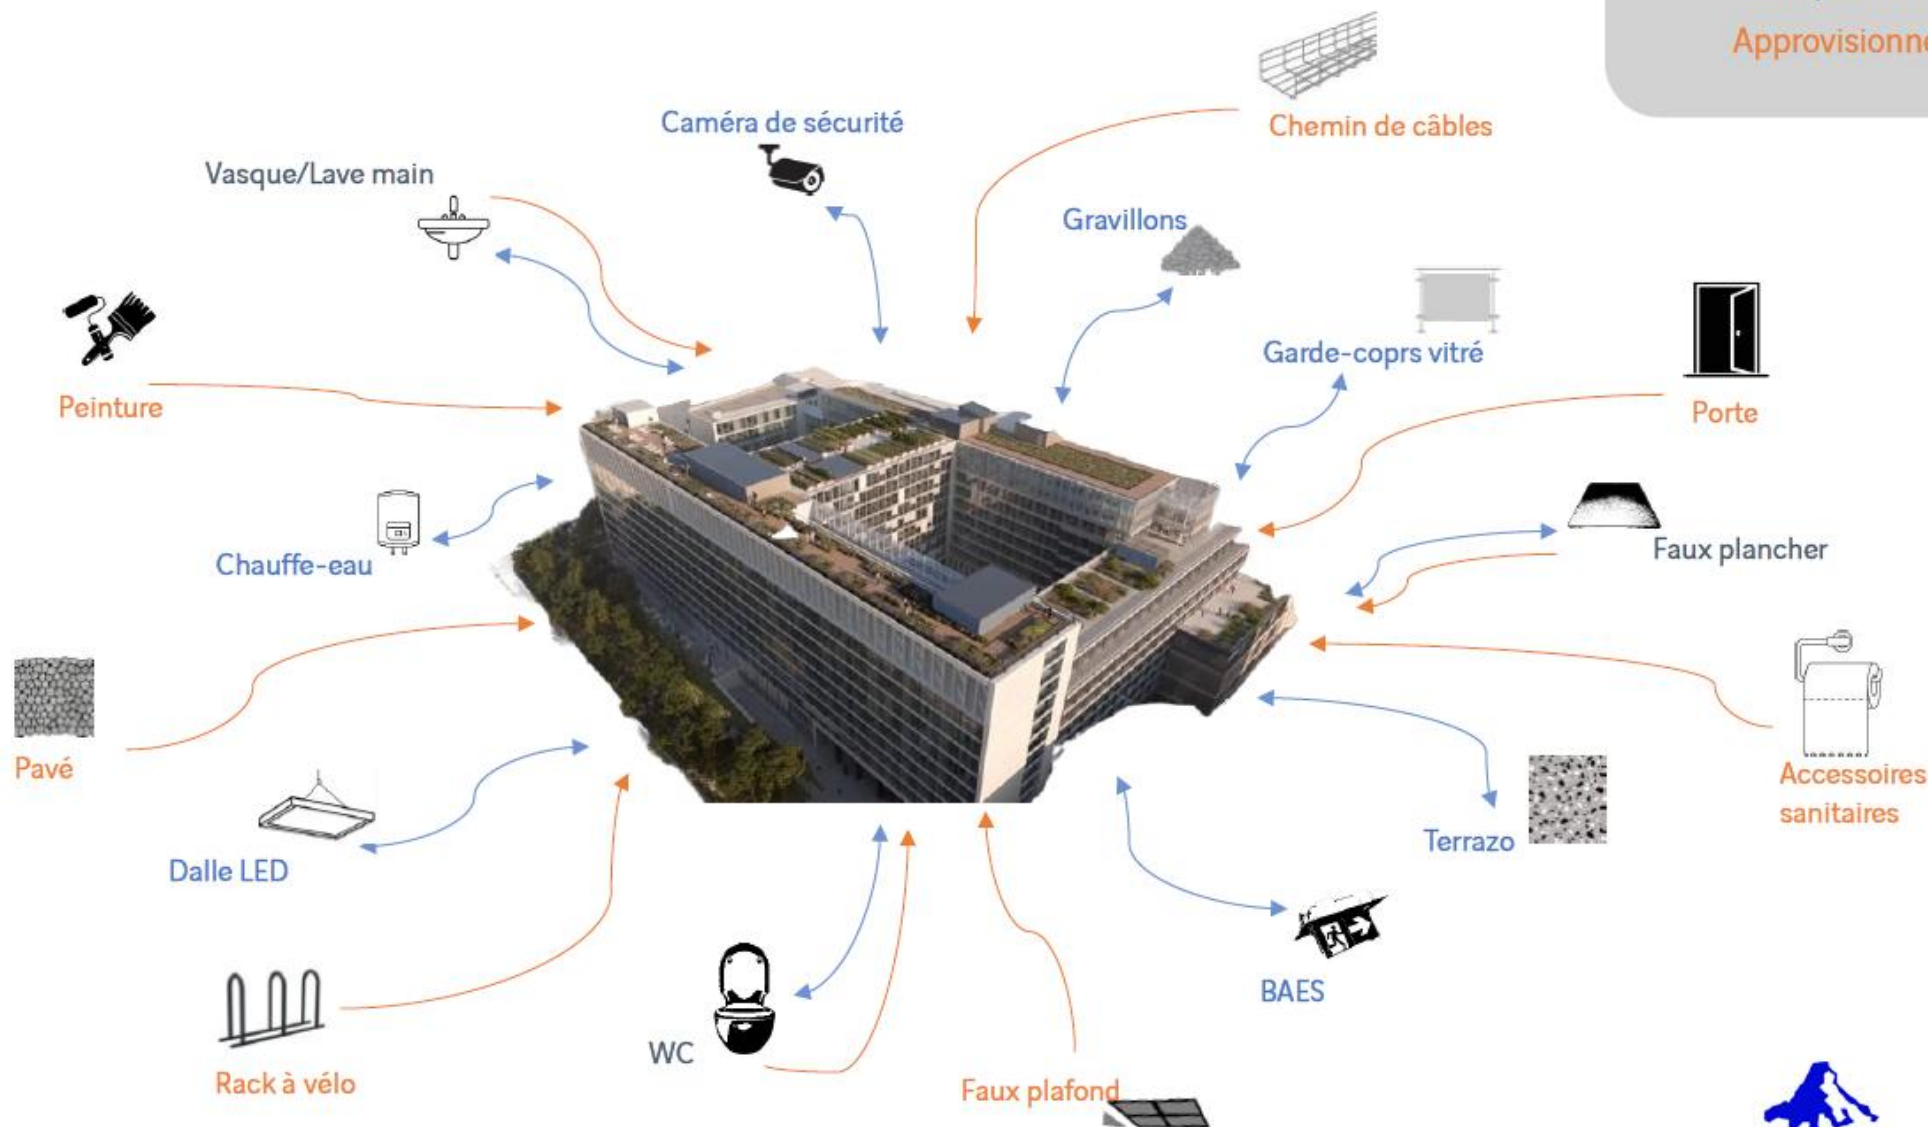 Approvisionne
Chemin de câbles
Caméra de sécurité
Vasque/Lave main
Gravillons
Garde-coprs vitré
Peinture
Porte
Faux plancher
Chauffe-eau
Pavé
Accessoires
sanitaires
Terrazo
Dalle LED
BAES
WC
Rack à vélo
Faux plafond